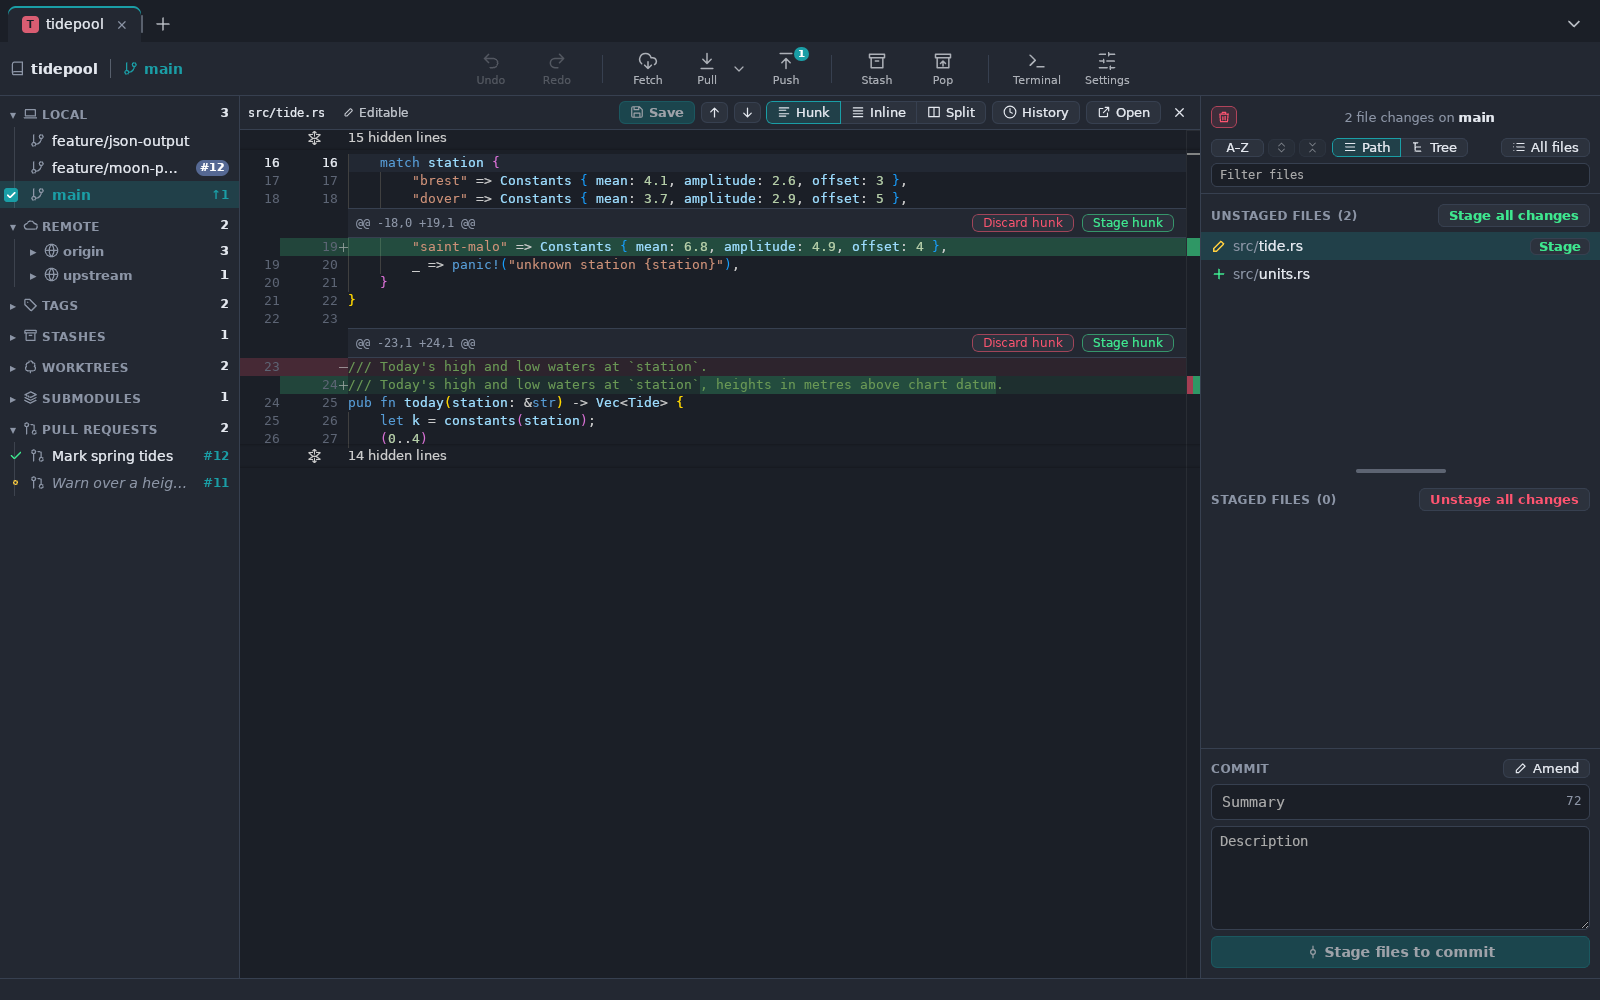 T tidepool
tidepool main
Undo Redo Fetch Pull Push 1 Stash Pop Terminal Settings
LOCAL 3
feature/json-output
feature/moon-p... #12
main ↑1
REMOTE 2
origin 3
upstream 1
TAGS 2
STASHES 1
WORKTREES 2
SUBMODULES 1
PULL REQUESTS 2
Mark spring tides #12
Warn over a heig... #11
src/tide.rs Editable Save Hunk Inline Split History Open
15 hidden lines
16 16 match station {
17 17 "brest" => Constants { mean: 4.1, amplitude: 2.6, offset: 3 },
18 18 "dover" => Constants { mean: 3.7, amplitude: 2.9, offset: 5 },
@@ -18,0 +19,1 @@ Discard hunk Stage hunk
19+ "saint-malo" => Constants { mean: 6.8, amplitude: 4.9, offset: 4 },
19 20 _ => panic!("unknown station {station}"),
20 21 }
21 22 }
22 23
@@ -23,1 +24,1 @@ Discard hunk Stage hunk
23 −/// Today's high and low waters at `station`.
24+/// Today's high and low waters at `station`, heights in metres above chart datum.
24 25 pub fn today(station: &str) -> Vec<Tide> {
25 26 let k = constants(station);
26 27 (0..4)
14 hidden lines
2 file changes on main
A–Z Path Tree All files
Filter files
UNSTAGED FILES (2) Stage all changes
src/tide.rs Stage
src/units.rs
STAGED FILES (0) Unstage all changes
COMMIT Amend
Summary 72
Description
Stage files to commit